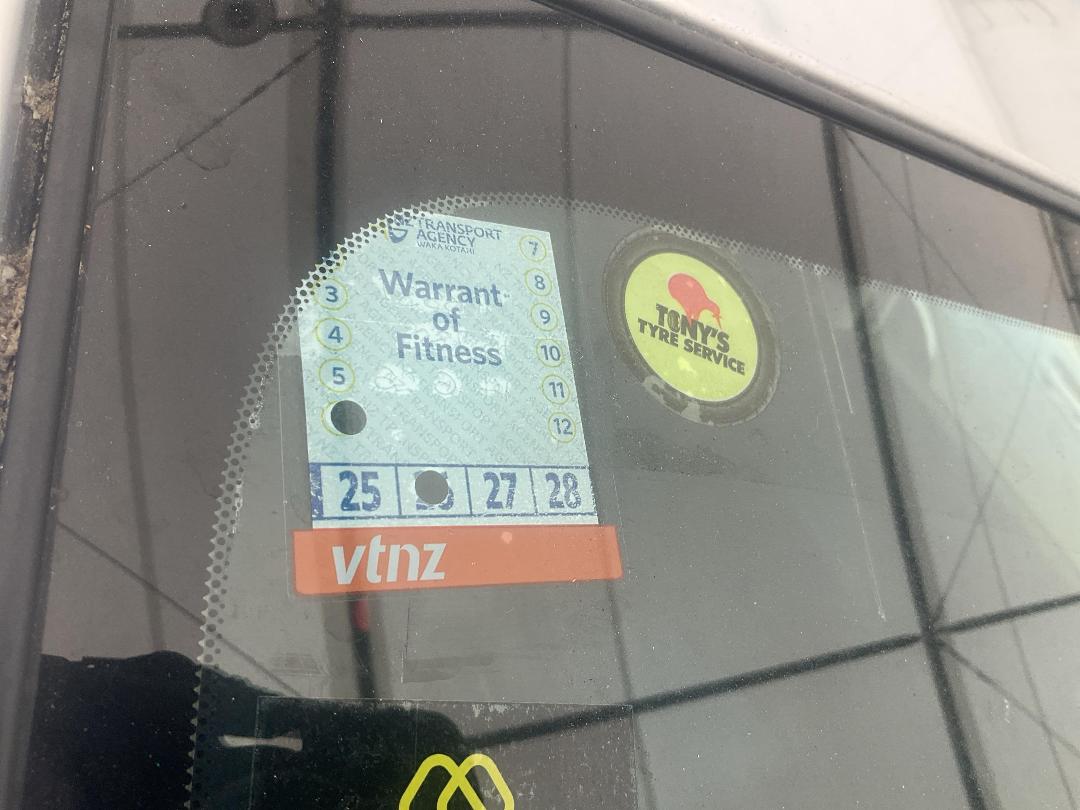 NZ TRANSPORT
AGENCY
WAKA KOTAHI
7
Warrant
of
Fitness
3
8
4
9
5
10
11
12
25 27 28
vtnz
TONY'S
TYRE SERVICE